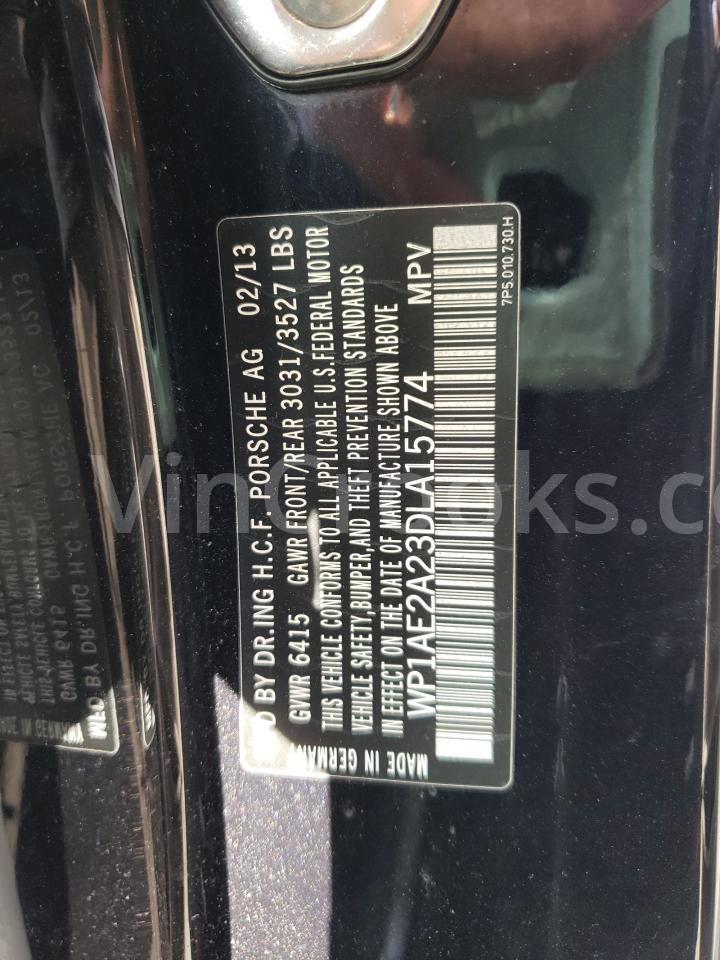 MFD BY DR.ING H.C.F. PORSCHE AG 02/13
GVWR 6415 GAWR FRONT/REAR 3031/3527 LBS
THIS VEHICLE CONFORMS TO ALL APPLICABLE U.S.FEDERAL MOTOR
VEHICLE SAFETY,BUMPER,AND THEFT PREVENTION STANDARDS
IN EFFECT ON THE DATE OF MANUFACTURE SHOWN ABOVE
MADE IN GERMANY WP1AE2A23DLA15774 MPV
7P5.010.730.H